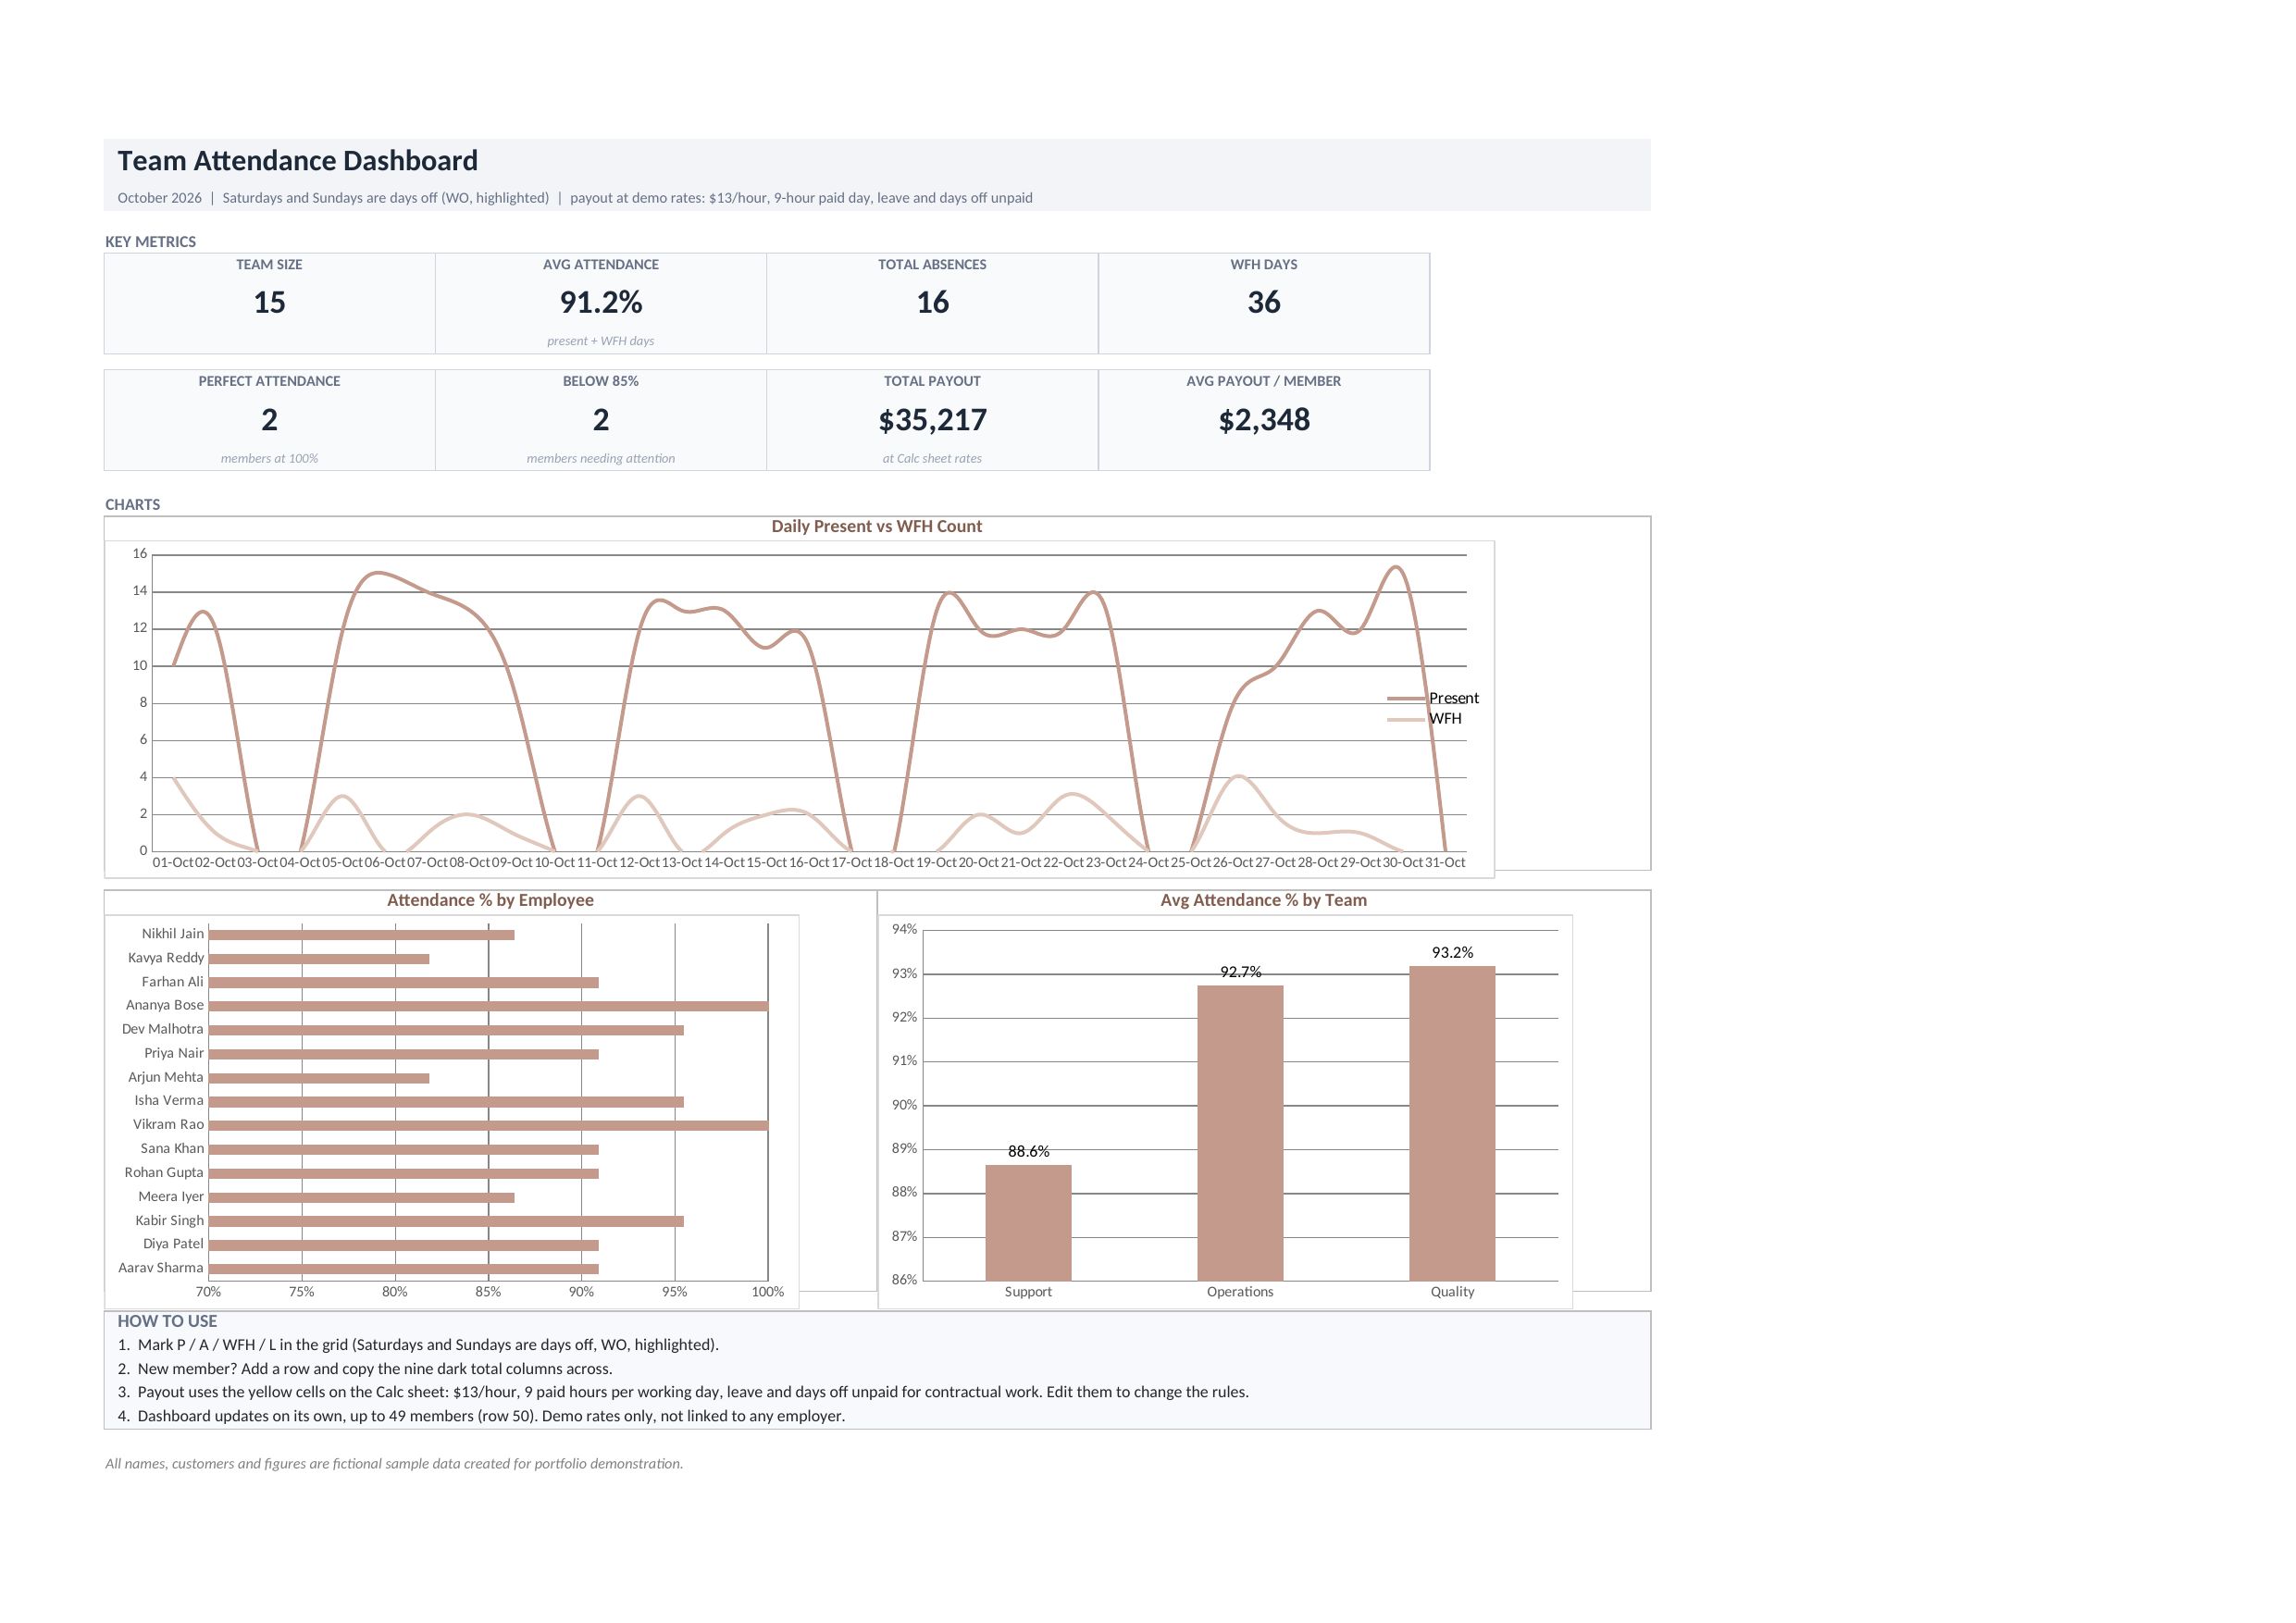 Team Attendance Dashboard
October 2026 | Saturdays and Sundays are days off (WO, highlighted) | payout at demo rates: $13/hour, 9-hour paid day, leave and days off unpaid
KEY METRICS
TEAM SIZE
15
AVG ATTENDANCE
91.2%
present + WFH days
TOTAL ABSENCES
16
WFH DAYS
36
PERFECT ATTENDANCE
2
members at 100%
BELOW 85%
2
members needing attention
TOTAL PAYOUT
$35,217
at Calc sheet rates
AVG PAYOUT / MEMBER
$2,348
CHARTS
Daily Present vs WFH Count
16
14
12
10
8
6
4
2
0
Present
WFH
01-Oct 02-Oct 03-Oct 04-Oct 05-Oct 06-Oct 07-Oct 08-Oct 09-Oct 10-Oct 11-Oct 12-Oct 13-Oct 14-Oct 15-Oct 16-Oct 17-Oct 18-Oct 19-Oct 20-Oct 21-Oct 22-Oct 23-Oct 24-Oct 25-Oct 26-Oct 27-Oct 28-Oct 29-Oct 30-Oct 31-Oct
Attendance % by Employee
Nikhil Jain
Kavya Reddy
Farhan Ali
Ananya Bose
Dev Malhotra
Priya Nair
Arjun Mehta
Isha Verma
Vikram Rao
Sana Khan
Rohan Gupta
Meera Iyer
Kabir Singh
Diya Patel
Aarav Sharma
70% 75% 80% 85% 90% 95% 100%
Avg Attendance % by Team
94%
93%
92%
91%
90%
89%
88%
87%
86%
88.6%
92.7%
93.2%
Support Operations Quality
HOW TO USE
1. Mark P / A / WFH / L in the grid (Saturdays and Sundays are days off, WO, highlighted).
2. New member? Add a row and copy the nine dark total columns across.
3. Payout uses the yellow cells on the Calc sheet: $13/hour, 9 paid hours per working day, leave and days off unpaid for contractual work. Edit them to change the rules.
4. Dashboard updates on its own, up to 49 members (row 50). Demo rates only, not linked to any employer.
All names, customers and figures are fictional sample data created for portfolio demonstration.